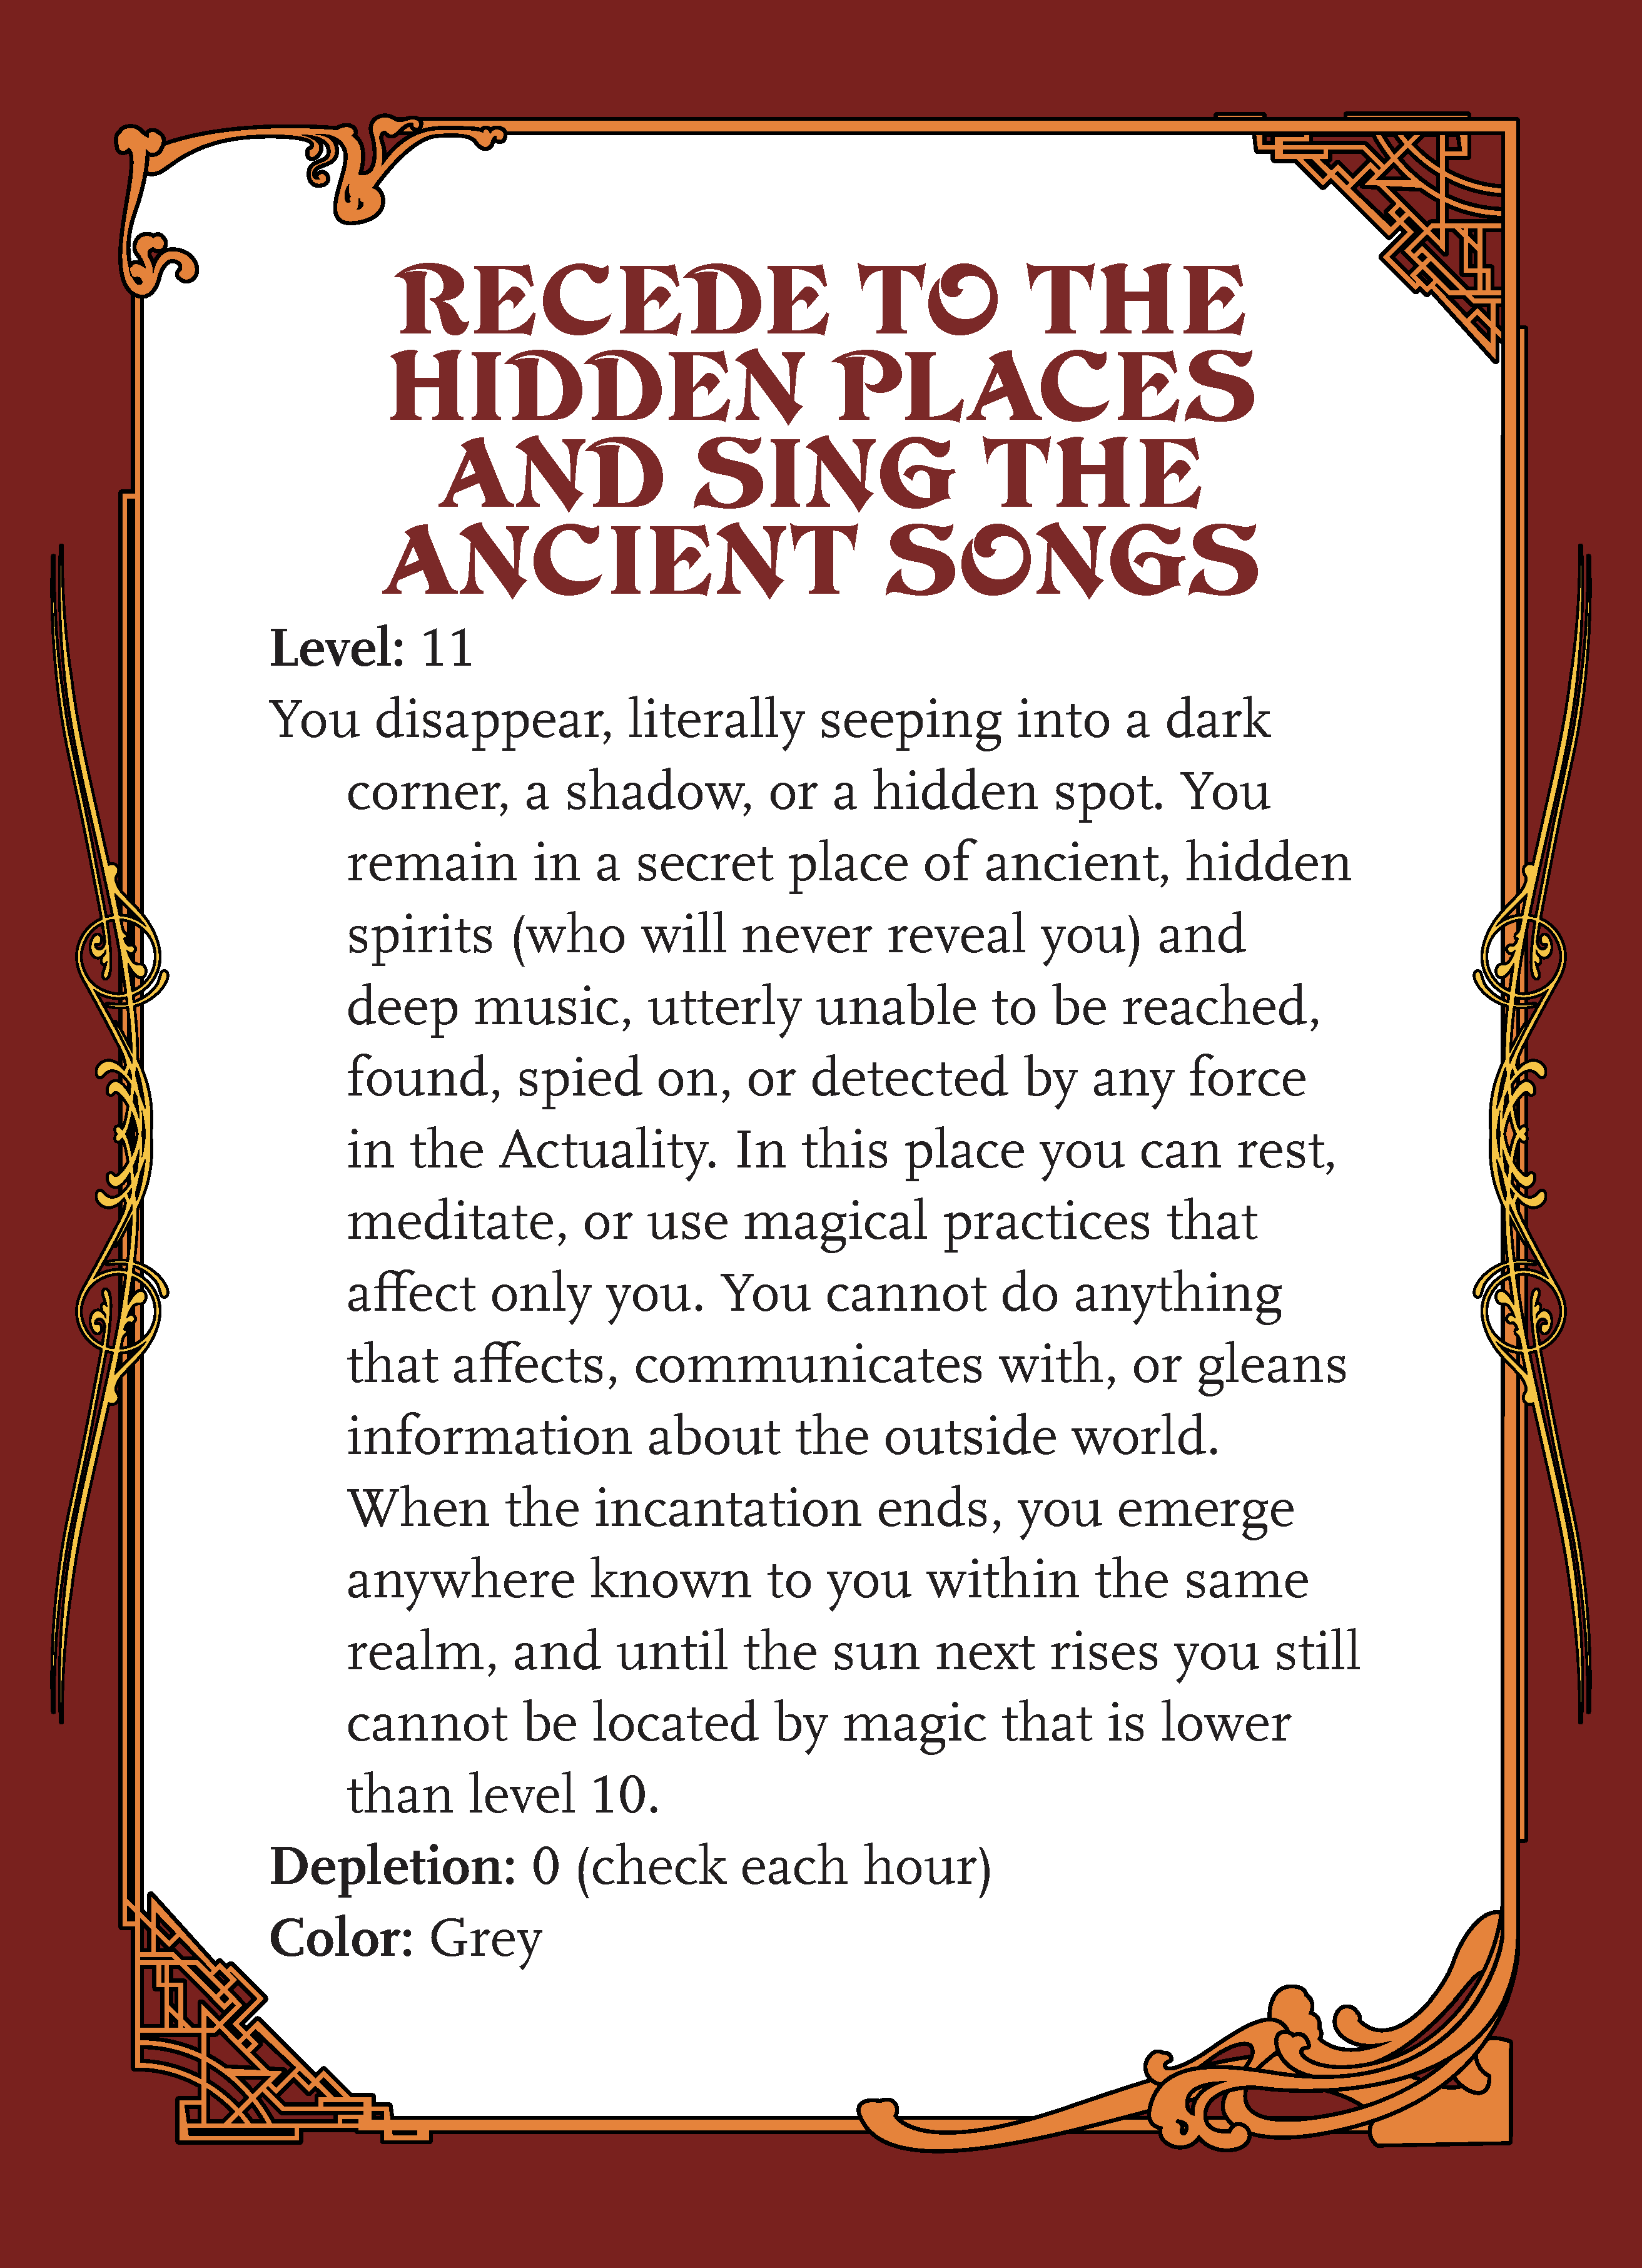 RECEDE TO THE
HIDDEN PLACES
AND SING THE
ANCIENT SONGS
Level: 11
You disappear, literally seeping into a dark
corner, a shadow, or a hidden spot. You
remain in a secret place of ancient, hidden
spirits (who will never reveal you) and
deep music, utterly unable to be reached,
found, spied on, or detected by any force
in the Actuality. In this place you can rest,
meditate, or use magical practices that
affect only you. You cannot do anything
that affects, communicates with, or gleans
information about the outside world.
When the incantation ends, you emerge
anywhere known to you within the same
realm, and until the sun next rises you still
cannot be located by magic that is lower
than level 10.
Depletion: 0 (check each hour)
Color: Grey